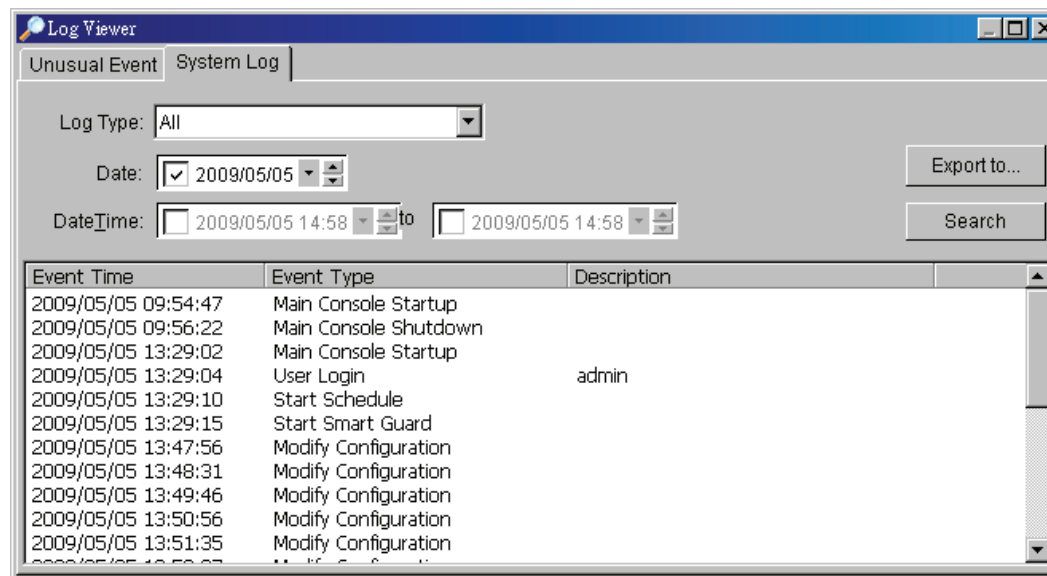 Log Viewer
Unusual Event System Log
Log Type: All
Date: 2009/05/05
Export to...
DateTime: 2009/05/05 14:58 to 2009/05/05 14:58
Search
Event Time Event Type Description
2009/05/05 09:54:47 Main Console Startup
2009/05/05 09:56:22 Main Console Shutdown
2009/05/05 13:29:02 Main Console Startup
2009/05/05 13:29:04 User Login admin
2009/05/05 13:29:10 Start Schedule
2009/05/05 13:29:15 Start Smart Guard
2009/05/05 13:47:56 Modify Configuration
2009/05/05 13:48:31 Modify Configuration
2009/05/05 13:49:46 Modify Configuration
2009/05/05 13:50:56 Modify Configuration
2009/05/05 13:51:35 Modify Configuration